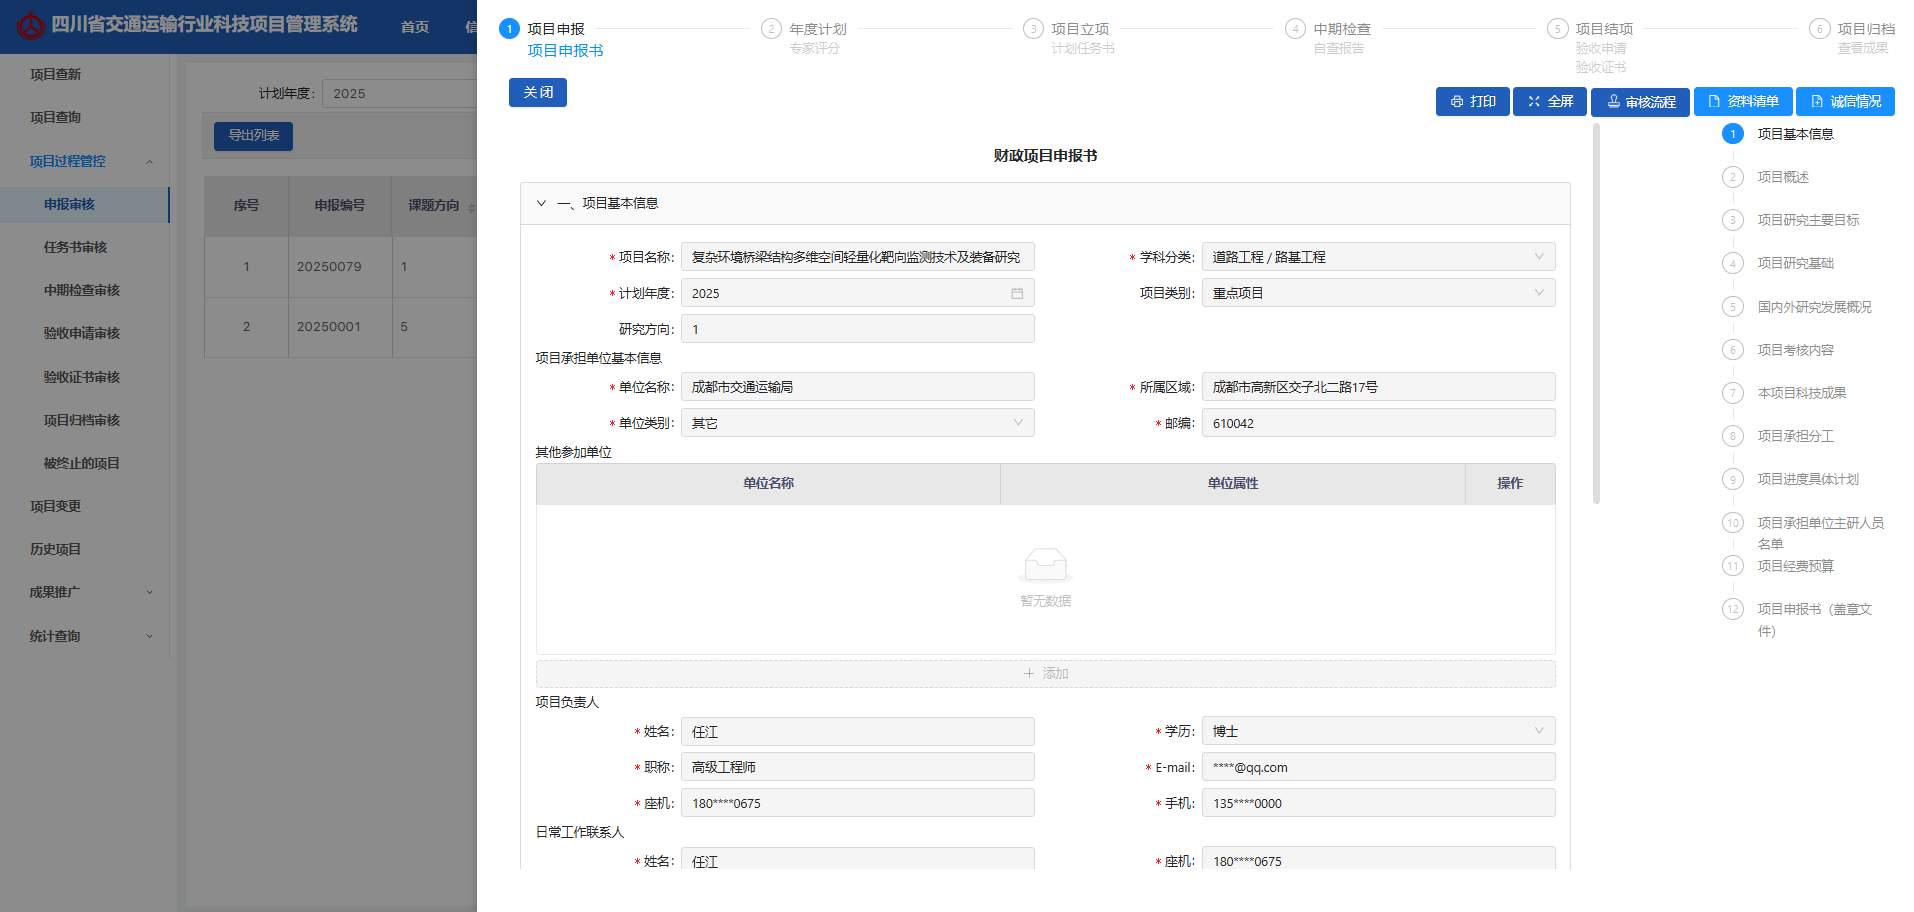 四川省交通运输行业科技项目管理系统
首页
信
项目查新
项目查询
项目过程管控
申报审核
任务书审核
中期检查审核
验收申请审核
验收证书审核
项目归档审核
被终止的项目
项目变更
历史项目
成果推广
统计查询
计划年度: 2025
导出列表
序号 申报编号 课题方向
1 20250079 1
2 20250001 5
1 项目申报
项目申报书
2 年度计划
专家评分
3 项目立项
计划任务书
4 中期检查
自查报告
5 项目结项
验收申请
验收证书
6 项目归档
查看成果
关 闭
打印 全屏 审核流程 资料清单 诚信情况
财政项目申报书
一、项目基本信息
* 项目名称: 复杂环境桥梁结构多维空间轻量化靶向监测技术及装备研究 * 学科分类: 道路工程 / 路基工程
* 计划年度: 2025 项目类别: 重点项目
研究方向: 1
项目承担单位基本信息
* 单位名称: 成都市交通运输局 * 所属区域: 成都市高新区交子北二路17号
* 单位类别: 其它 * 邮编: 610042
其他参加单位
单位名称 单位属性 操作
暂无数据
+ 添加
项目负责人
* 姓名: 任江 * 学历: 博士
* 职称: 高级工程师 * E-mail: ****@qq.com
* 座机: 180****0675 * 手机: 135****0000
日常工作联系人
* 姓名: 任江 * 座机: 180****0675
1 项目基本信息
2 项目概述
3 项目研究主要目标
4 项目研究基础
5 国内外研究发展概况
6 项目考核内容
7 本项目科技成果
8 项目承担分工
9 项目进度具体计划
10 项目承担单位主研人员
名单
11 项目经费预算
12 项目申报书（盖章文
件）